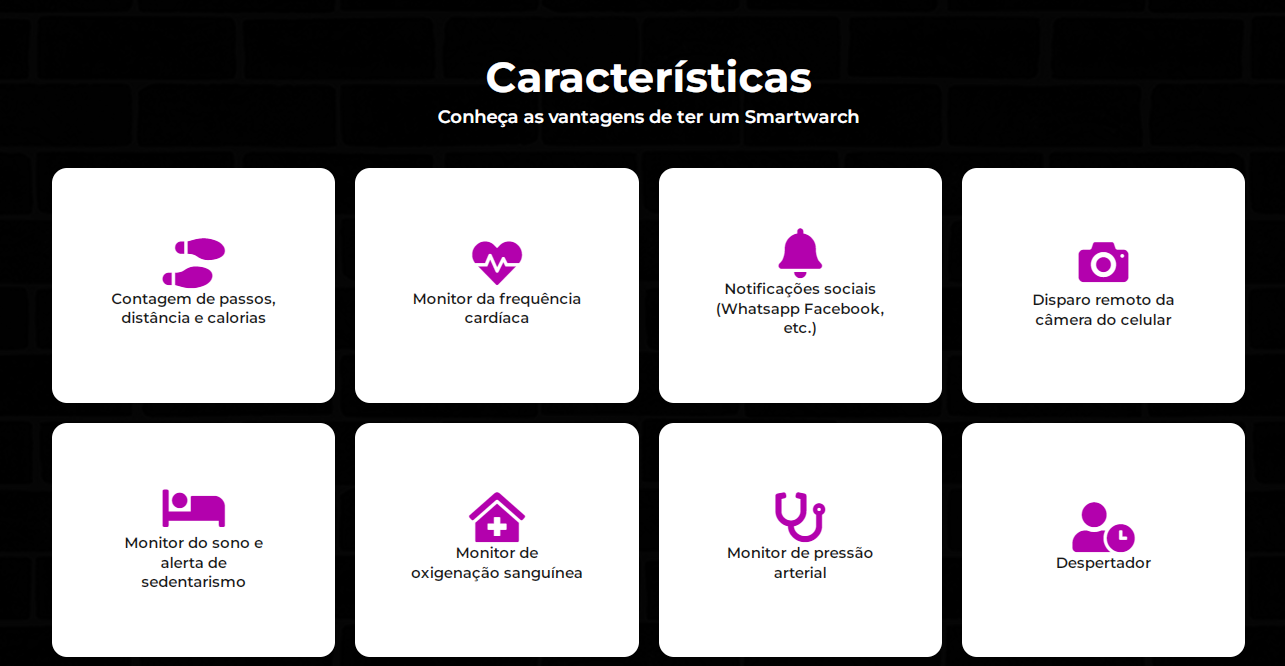 Características
Conheça as vantagens de ter um Smartwarch
Contagem de passos,
distância e calorias
Monitor da frequência
cardíaca
Notificações sociais
(Whatsapp Facebook,
etc.)
Disparo remoto da
câmera do celular
Monitor do sono e
alerta de
sedentarismo
Monitor de
oxigenação sanguínea
Monitor de pressão
arterial
Despertador